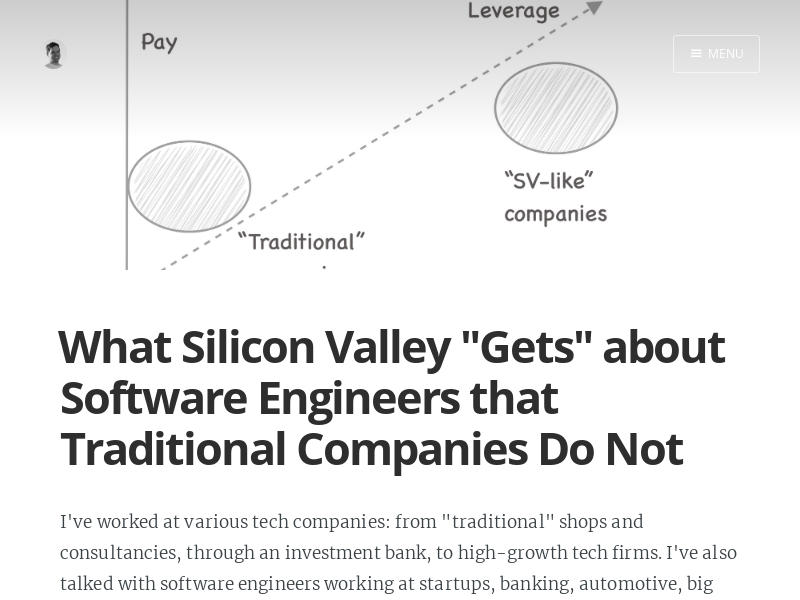 Leverage
Pay
MENU
"SV-like"
companies
"Traditional"
What Silicon Valley "Gets" about
Software Engineers that
Traditional Companies Do Not
I've worked at various tech companies: from "traditional" shops and
consultancies, through an investment bank, to high-growth tech firms. I've also
talked with software engineers working at startups, banking, automotive, big